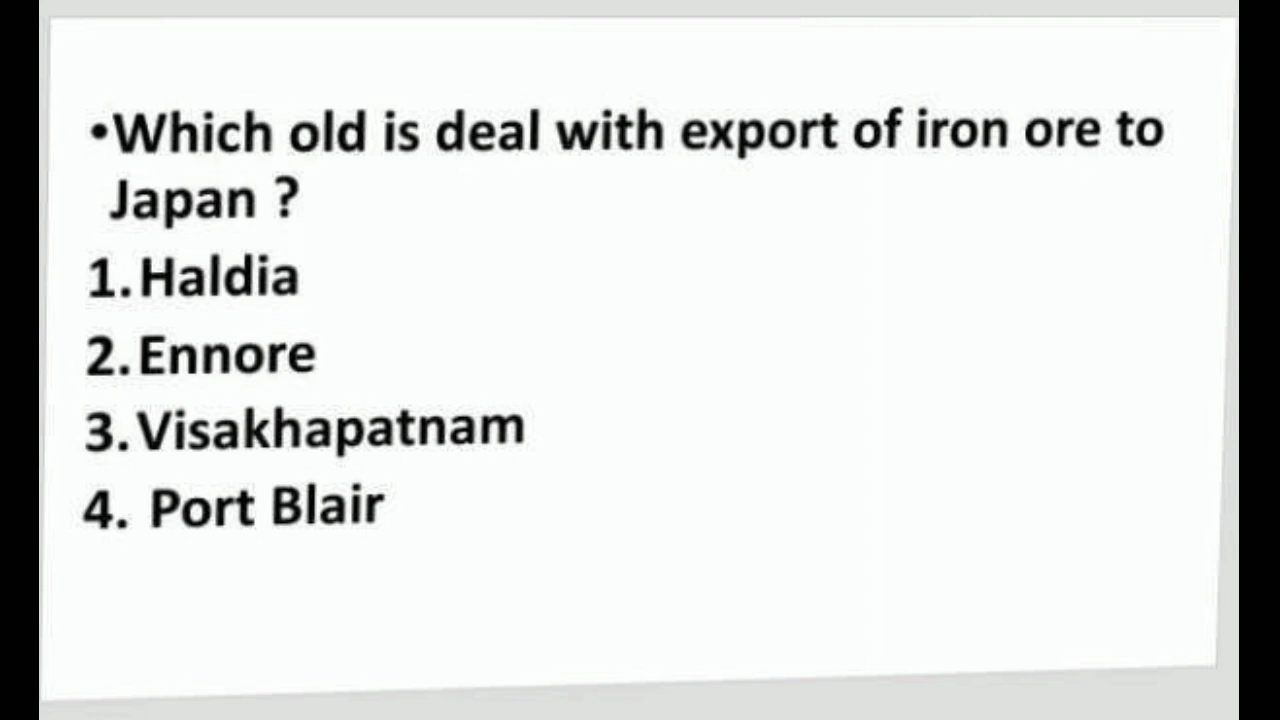 •Which old is deal with export of iron ore to
Japan ?
1. Haldia
2. Ennore
3. Visakhapatnam
4. Port Blair